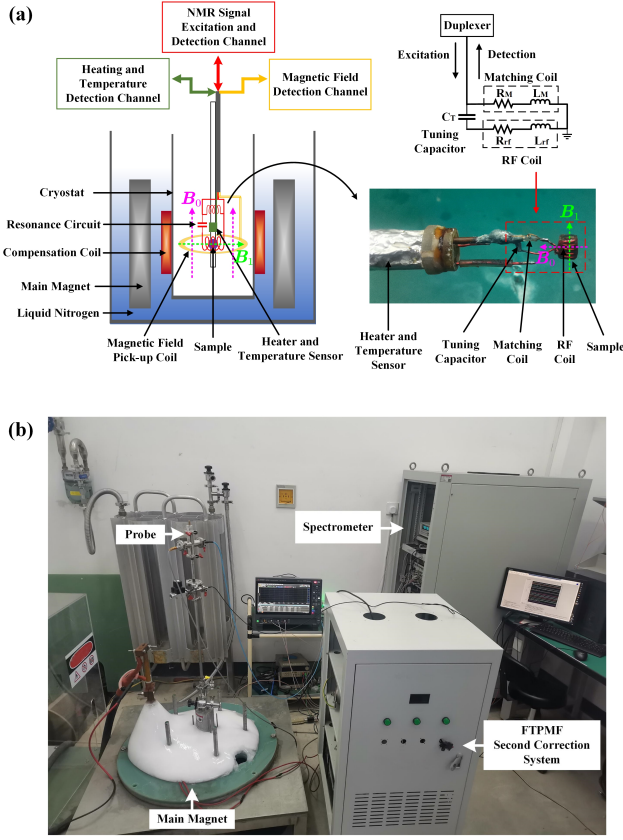 (a)
NMR Signal
Excitation and
Detection Channel
Heating and
Temperature
Detection Channel
Magnetic Field
Detection Channel
Cryostat
Resonance Circuit
Compensation Coil
Main Magnet
Liquid Nitrogen
B0
B1
Magnetic Field
Pick-up Coil
Sample
Heater and
Temperature Sensor
Duplexer
Excitation
Detection
Matching Coil
RM
LM
CT
Tuning
Capacitor
Rrf
Lrf
RF Coil
B1
Heater and
Temperature
Sensor
Tuning
Capacitor
Matching
Coil
RF
Coil
Sample
(b)
Probe
Spectrometer
FTPMF
Second Correction
System
Main Magnet